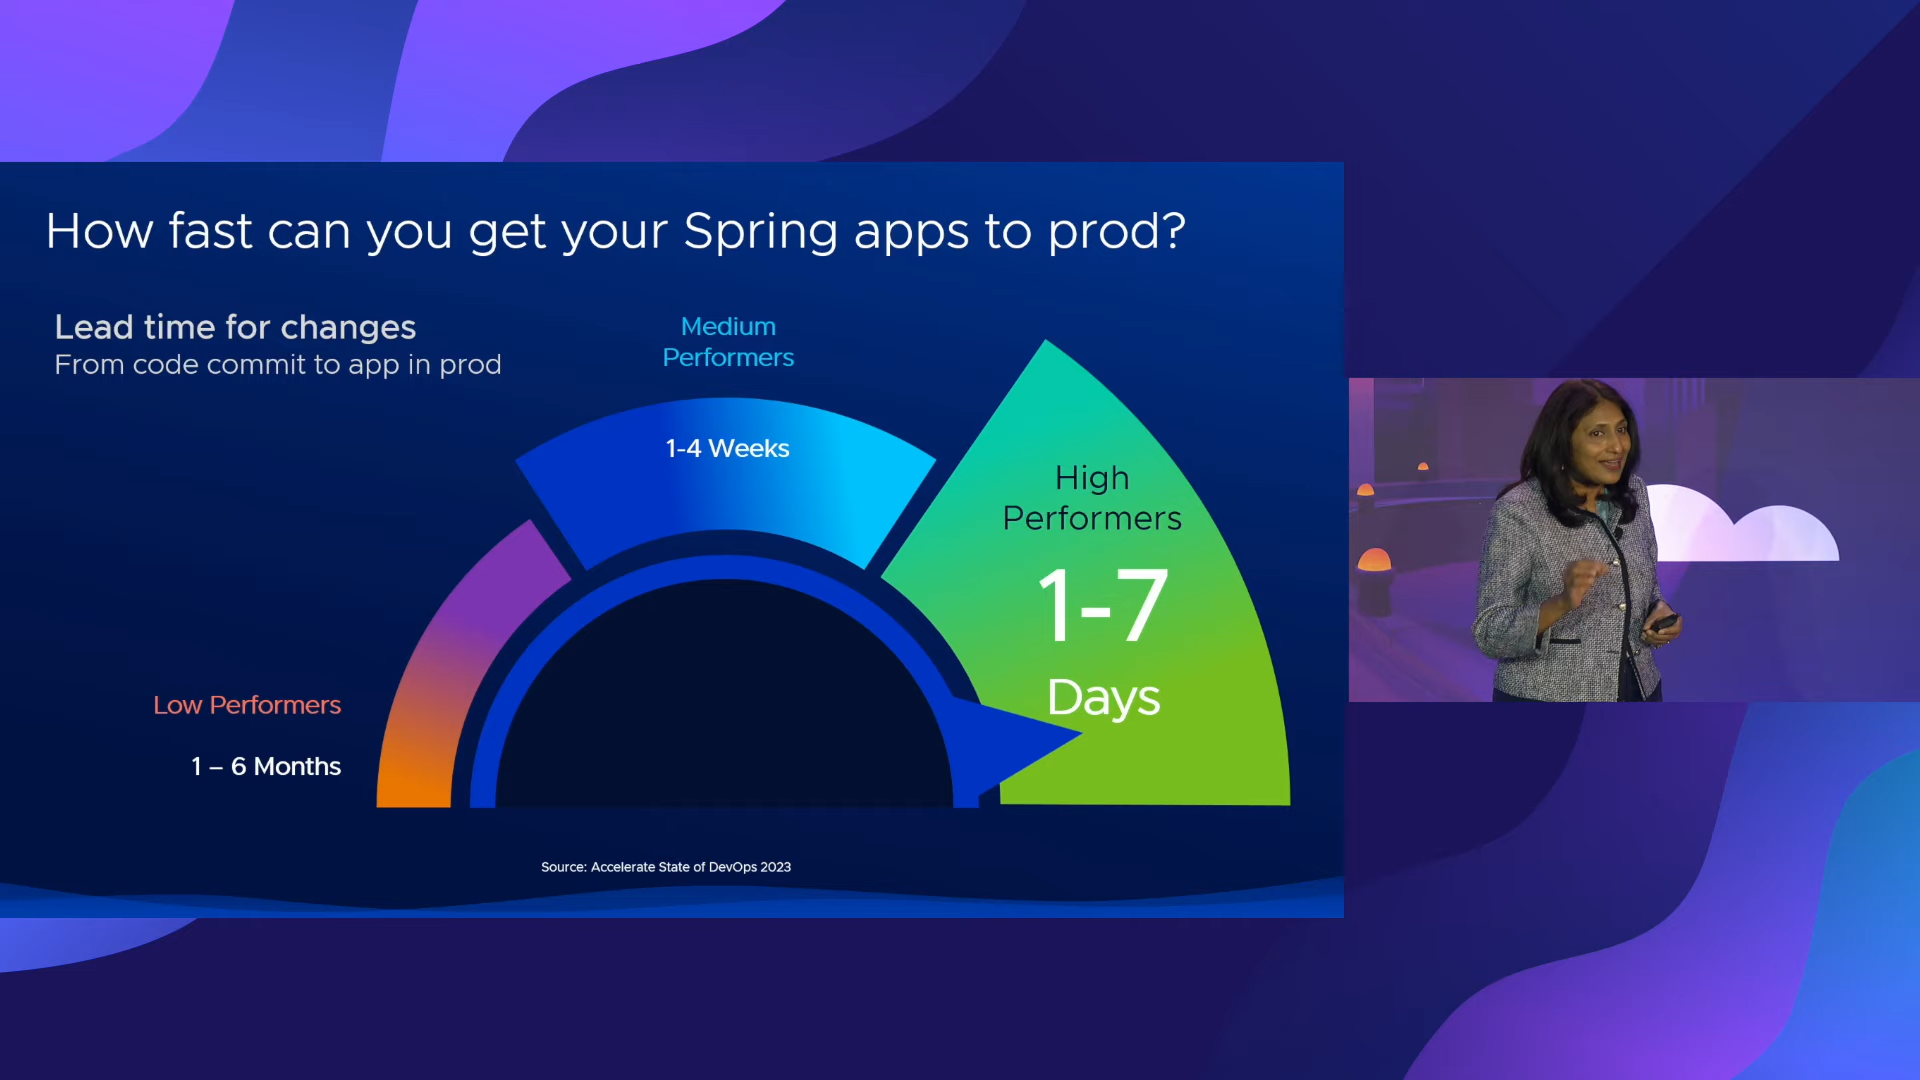 How fast can you get your Spring apps to prod?
Lead time for changes
From code commit to app in prod
Medium
Performers
1-4 Weeks
High
Performers
1-7
Days
Low Performers
1 – 6 Months
Source: Accelerate State of DevOps 2023